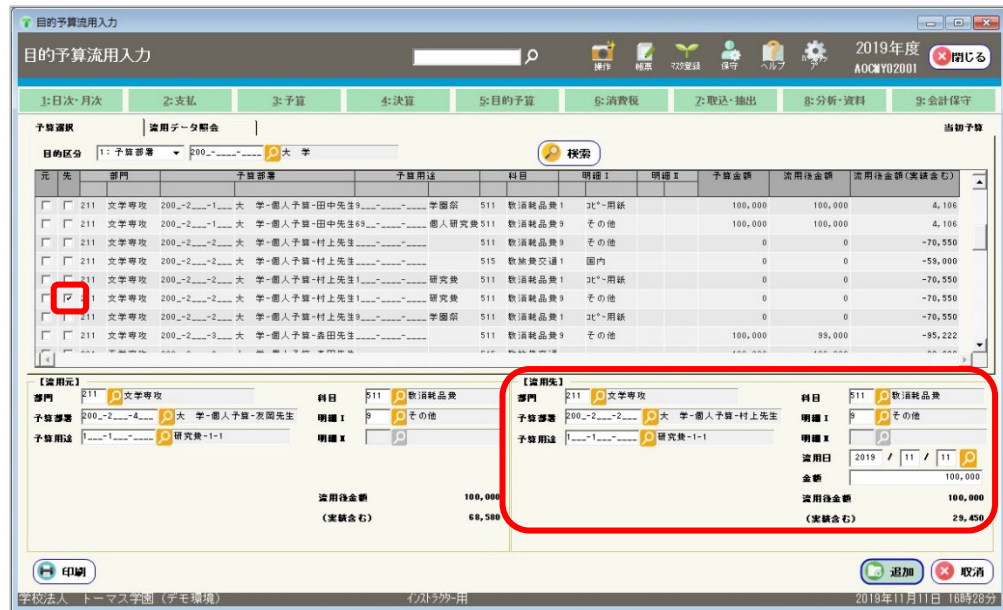 目的予算流用入力
目的予算流用入力 操作 帳票 マスタ登録 保守 ヘルプ 2019年度 AOCMY02001 閉じる
1:日次・月次 2:支払 3:予算 4:決算 5:目的予算 6:消費税 7:取込・抽出 8:分析・資料 9:会計保守
予算選択 流用データ照会 当初予算
目的区分 1:予算部署 200_-____-____ 大 学 検索
元 先 部門 予算部署 予算用途 科目 明細Ⅰ 明細Ⅱ 予算金額 流用後金額 流用後金額(実績含む)
211 文学専攻 200_-2___-1___ 大 学-個人予算-田中先生 9___-____-____ 学園祭 511 教消耗品費 1 コピー用紙 100,000 100,000 4,106
211 文学専攻 200_-2___-1___ 大 学-個人予算-田中先生 69__-____-____ 個人研究費 511 教消耗品費 9 その他 100,000 100,000 4,106
211 文学専攻 200_-2___-2___ 大 学-個人予算-村上先生 ____-____-____ 511 教消耗品費 9 その他 0 0 -70,550
211 文学専攻 200_-2___-2___ 大 学-個人予算-村上先生 ____-____-____ 515 教旅費交通 1 国内 0 0 -59,000
211 文学専攻 200_-2___-2___ 大 学-個人予算-村上先生 1___-____-____ 研究費 511 教消耗品費 1 コピー用紙 0 0 -70,550
211 文学専攻 200_-2___-2___ 大 学-個人予算-村上先生 1___-____-____ 研究費 511 教消耗品費 9 その他 0 0 -70,550
211 文学専攻 200_-2___-2___ 大 学-個人予算-村上先生 9___-____-____ 学園祭 511 教消耗品費 1 コピー用紙 0 0 -70,550
211 文学専攻 200_-2___-3___ 大 学-個人予算-森田先生 ____-____-____ 511 教消耗品費 9 その他 100,000 99,000 -95,222
【流用元】
部門 211 文学専攻 科目 511 教消耗品費
予算部署 200_-2___-4___ 大 学-個人予算-友岡先生 明細Ⅰ 9 その他
予算用途 1___-1___-____ 研究費-1-1 明細Ⅱ
流用後金額 100,000
(実績含む) 68,580
【流用先】
部門 211 文学専攻 科目 511 教消耗品費
予算部署 200_-2___-2___ 大 学-個人予算-村上先生 明細Ⅰ 9 その他
予算用途 1___-1___-____ 研究費-1-1 明細Ⅱ
流用日 2019 / 11 / 11
金額 100,000
流用後金額 100,000
(実績含む) 29,450
印刷 追加 取消
学校法人 トーマス学園(デモ環境) インストラクター用 2019年11月11日 16時28分